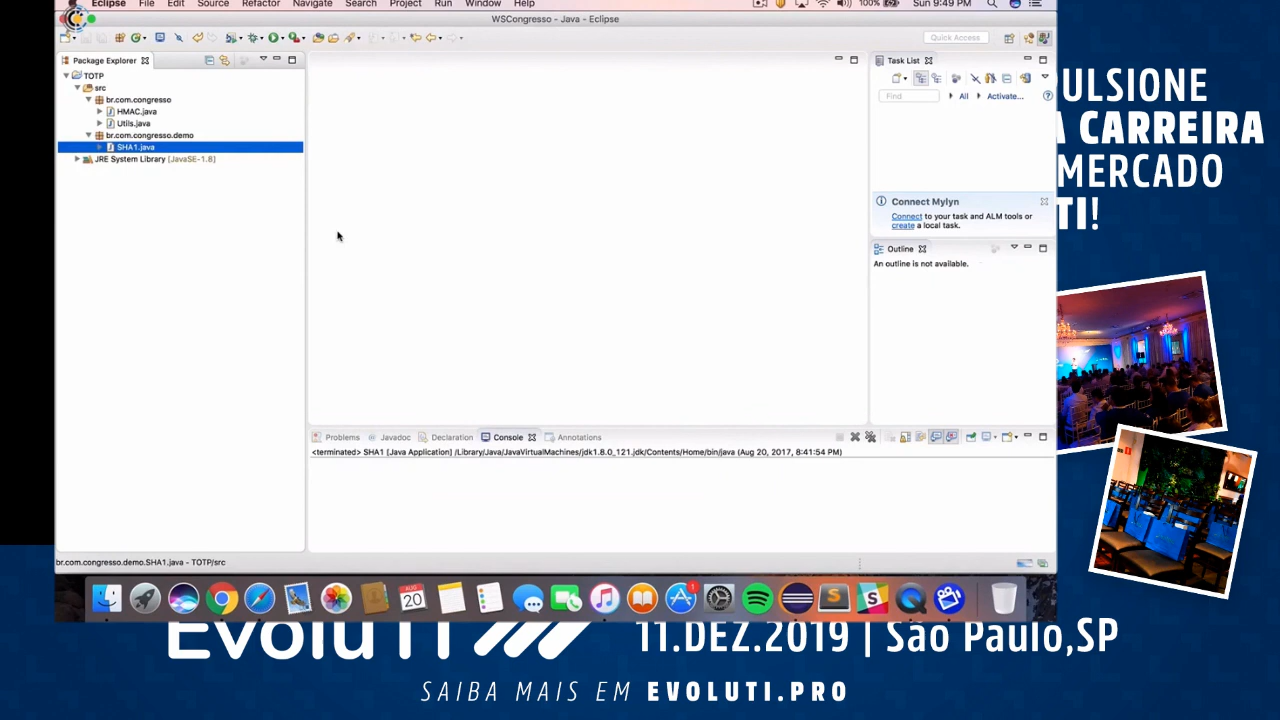 Eclipse File Edit Source Refactor Navigate Search Project Run Window Help 100% Sun 9:49 PM
WSCongresso - Java - Eclipse
Quick Access
Package Explorer
TOTP
src
br.com.congresso
HMAC.java
Utils.java
br.com.congresso.demo
SHA1.java
JRE System Library [JavaSE-1.8]
Task List
Find All Activate...
Connect Mylyn
Connect to your task and ALM tools or
create a local task.
Outline
An outline is not available.
Problems Javadoc Declaration Console Annotations
<terminated> SHA1 [Java Application] /Library/Java/JavaVirtualMachines/jdk1.8.0_121.jdk/Contents/Home/bin/java (Aug 20, 2017, 8:41:54 PM)
br.com.congresso.demo.SHA1.java - TOTP/src
AUG
20
1
ULSIONE
A CARREIRA
MERCADO
TI!
EvoluTI
11.DEZ.2019 | São Paulo,SP
SAIBA MAIS EM EVOLUTI.PRO